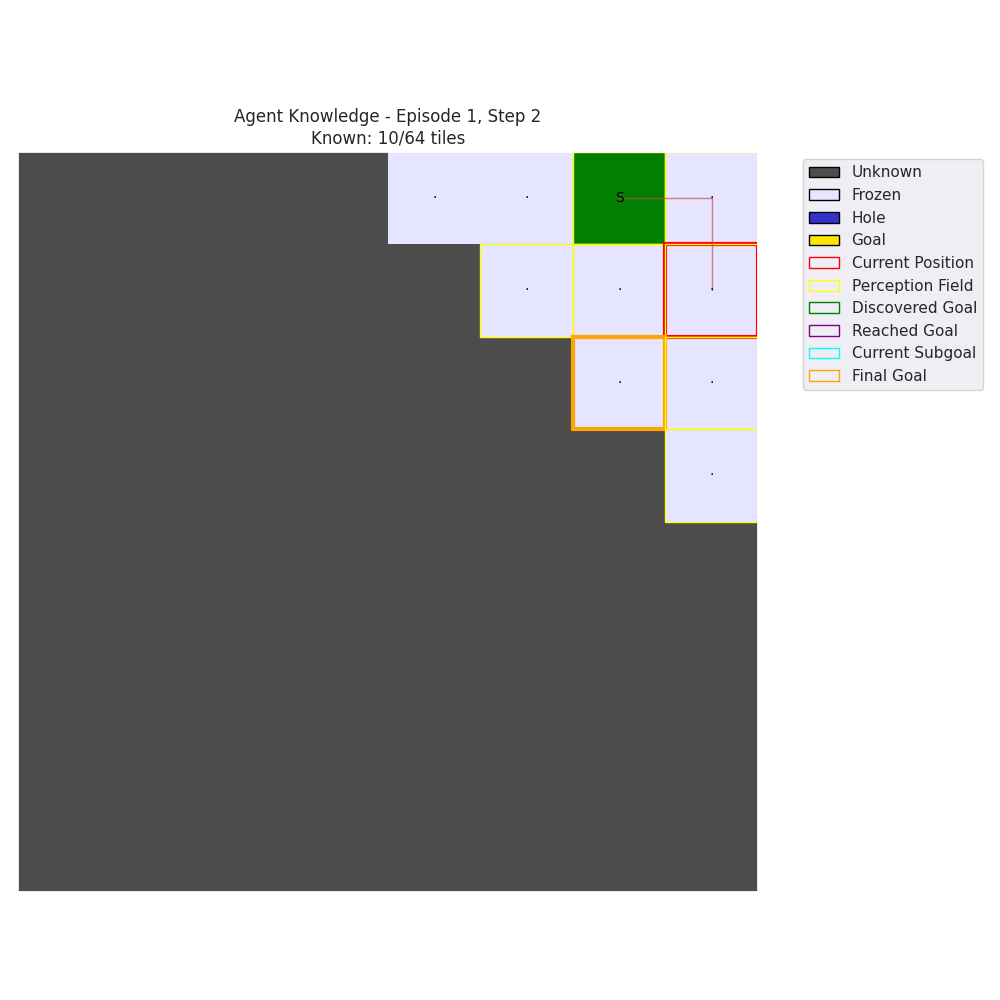 Agent Knowledge - Episode 1, Step 2
Known: 10/64 tiles
. . S .
. . .
. .
.
Unknown
Frozen
Hole
Goal
Current Position
Perception Field
Discovered Goal
Reached Goal
Current Subgoal
Final Goal